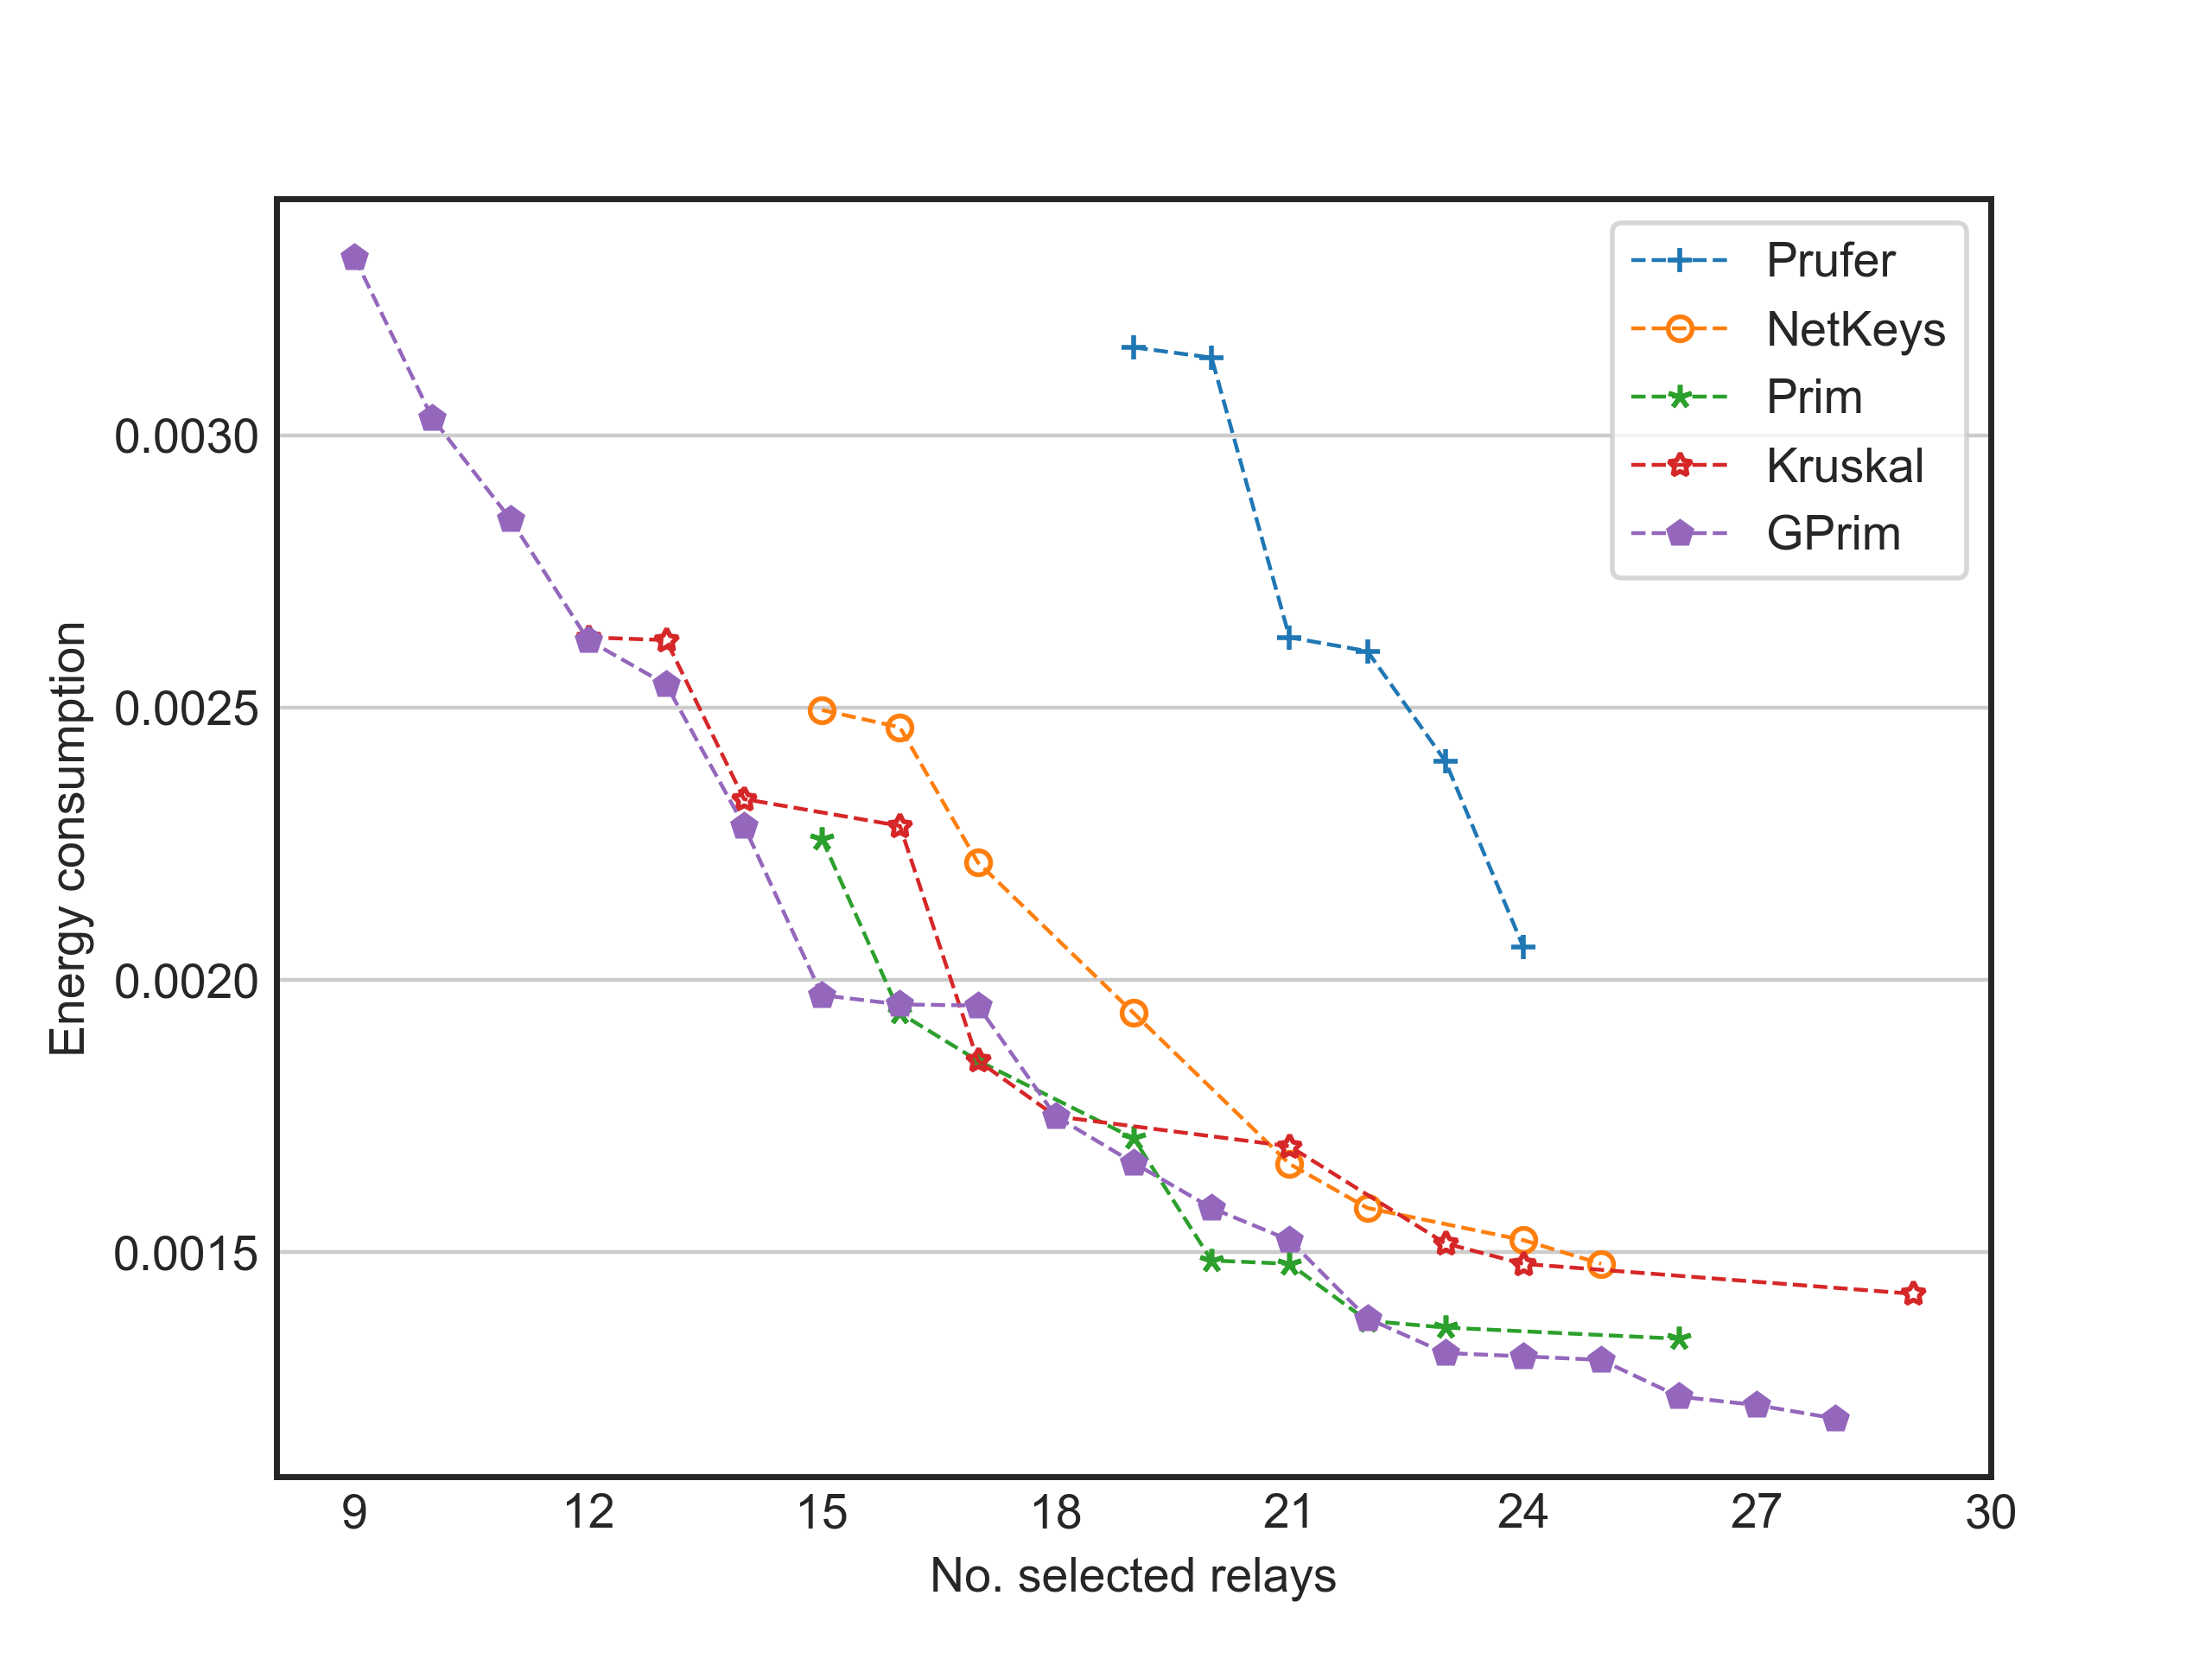 Prufer
NetKeys
Prim
Kruskal
GPrim
Energy consumption
0.0030
0.0025
0.0020
0.0015
9 12 15 18 21 24 27 30
No. selected relays